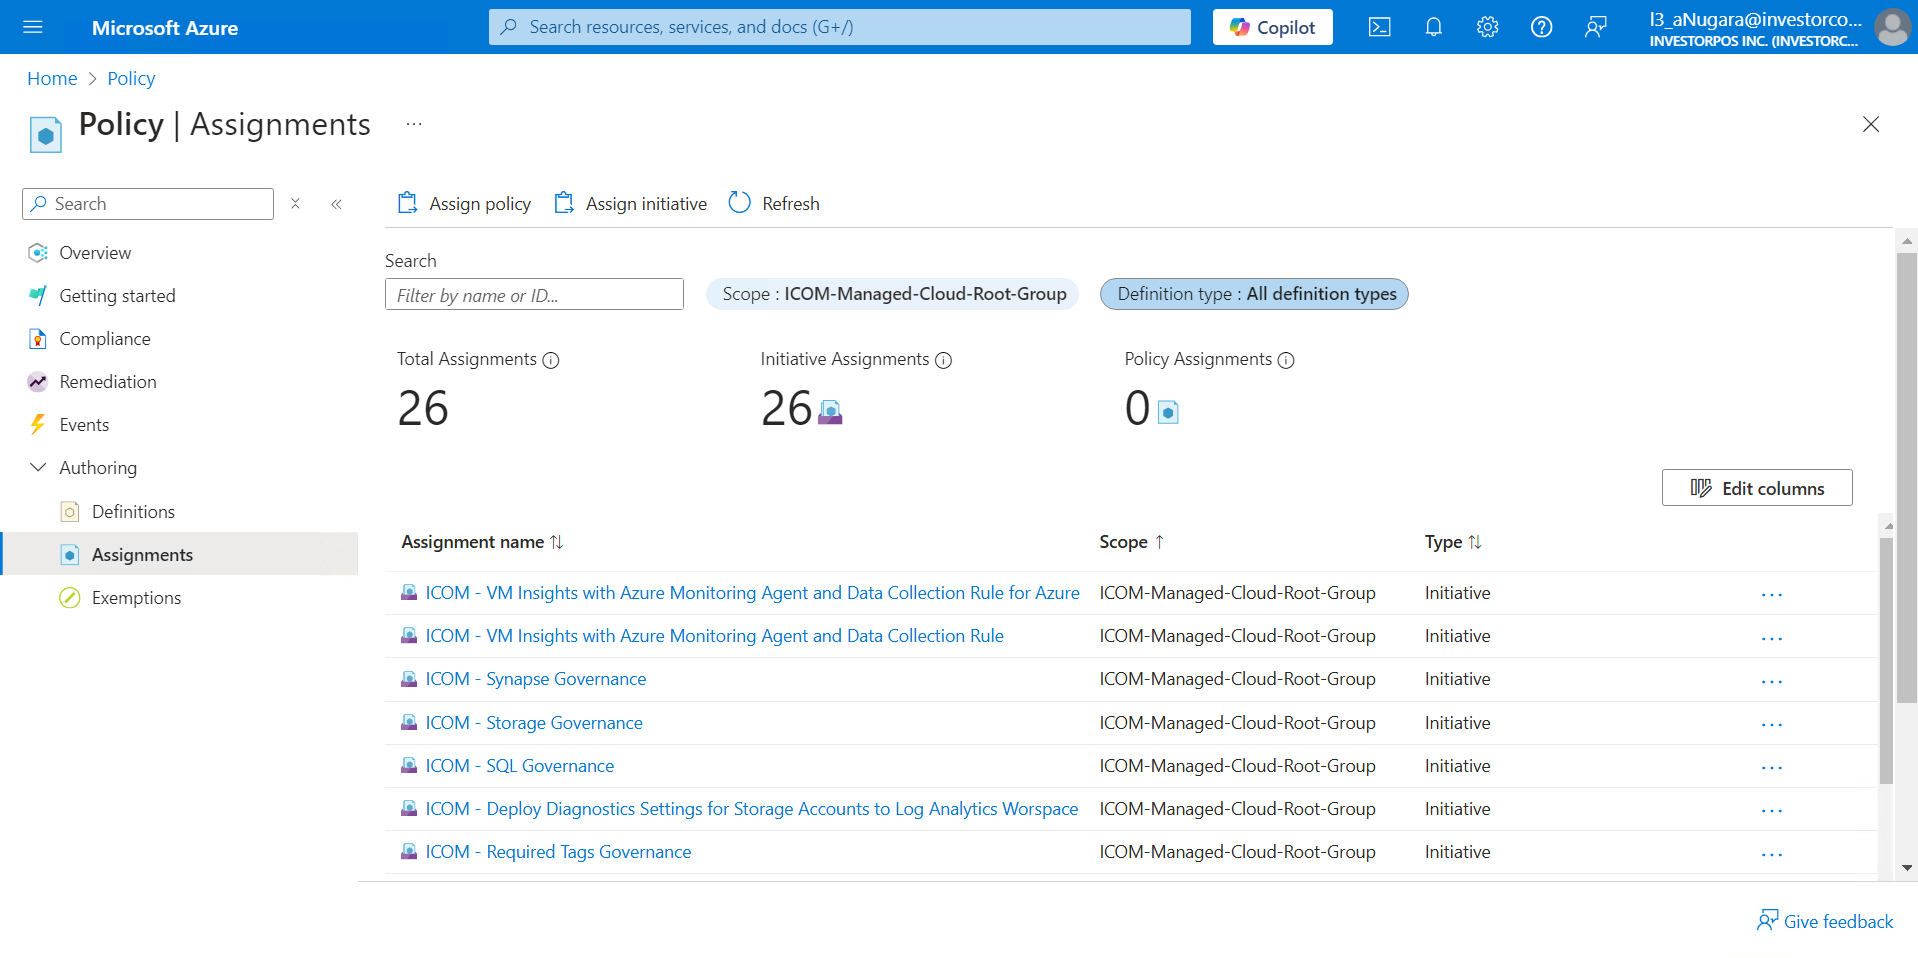 Microsoft Azure
Search resources, services, and docs (G+/)
Copilot
l3_aNugara@investorco...
INVESTORPOS INC. (INVESTORC...
Home > Policy
Policy | Assignments ...
Search
Overview
Getting started
Compliance
Remediation
Events
Authoring
Definitions
Assignments
Exemptions
Assign policy
Assign initiative
Refresh
Search
Filter by name or ID...
Scope : ICOM-Managed-Cloud-Root-Group
Definition type : All definition types
Total Assignments
26
Initiative Assignments
26
Policy Assignments
0
Edit columns
Assignment name Scope Type
ICOM - VM Insights with Azure Monitoring Agent and Data Collection Rule for Azure ICOM-Managed-Cloud-Root-Group Initiative ...
ICOM - VM Insights with Azure Monitoring Agent and Data Collection Rule ICOM-Managed-Cloud-Root-Group Initiative ...
ICOM - Synapse Governance ICOM-Managed-Cloud-Root-Group Initiative ...
ICOM - Storage Governance ICOM-Managed-Cloud-Root-Group Initiative ...
ICOM - SQL Governance ICOM-Managed-Cloud-Root-Group Initiative ...
ICOM - Deploy Diagnostics Settings for Storage Accounts to Log Analytics Worspace ICOM-Managed-Cloud-Root-Group Initiative ...
ICOM - Required Tags Governance ICOM-Managed-Cloud-Root-Group Initiative ...
Give feedback